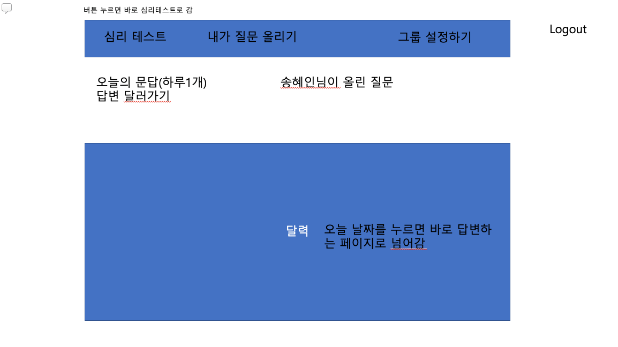 버튼 누르면 바로 심리테스트로 감
심리 테스트
내가 질문 올리기
그룹 설정하기
Logout
오늘의 문답(하루1개)
답변 달러가기
송혜인님이 올린 질문
달력
오늘 날짜를 누르면 바로 답변하
는 페이지로 넘어감